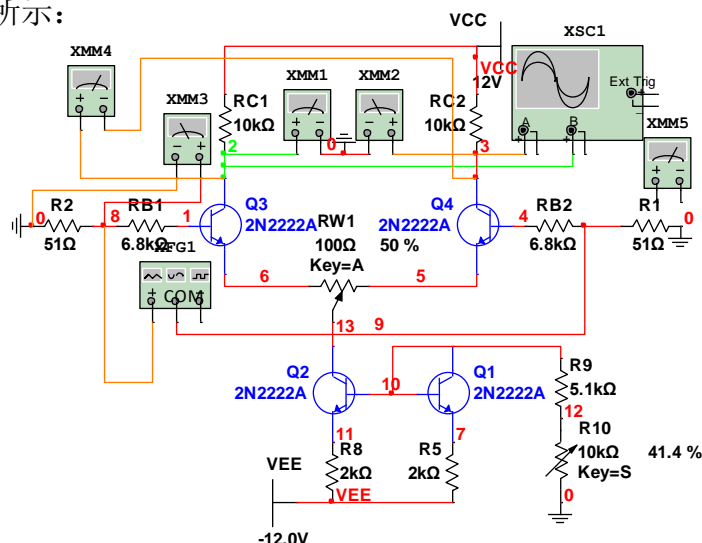 所示：
VCC
XSC1
XMM4
VCC
12V
Ext Trig
XMM1
XMM2
XMM3
RC1
10kΩ
RC2
10kΩ
A
B
XMM5
0
2
3
R2
51Ω
0
8
RB1
6.8kΩ
1
Q3
2N2222A
RW1
100Ω
Key=A
50 %
Q4
2N2222A
4
RB2
6.8kΩ
R1
51Ω
0
XFG1
COM
6
5
13
9
Q2
2N2222A
10
Q1
2N2222A
R9
5.1kΩ
12
R10
10kΩ
Key=S
41.4 %
0
11
7
R8
2kΩ
R5
2kΩ
VEE
VEE
-12.0V